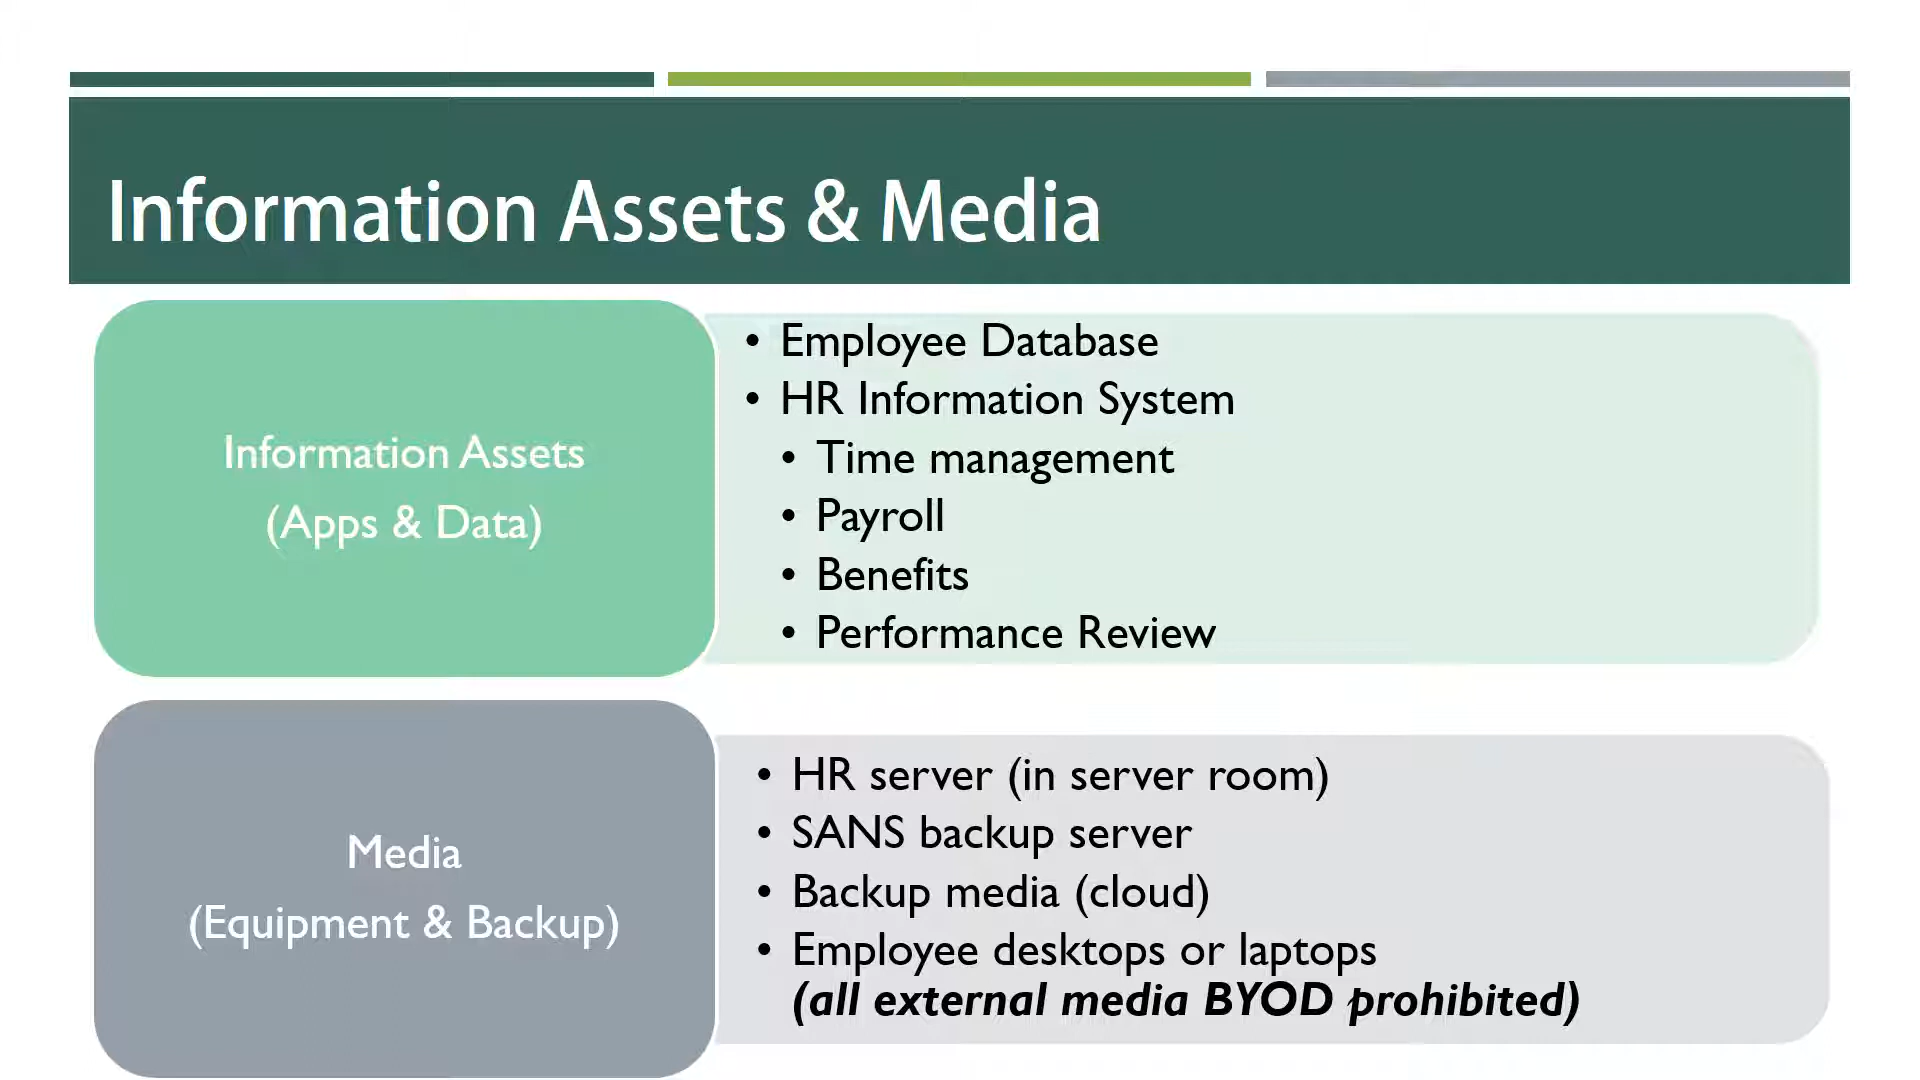 Information Assets & Media
Information Assets
(Apps & Data)
• Employee Database
• HR Information System
• Time management
• Payroll
• Benefits
• Performance Review
Media
(Equipment & Backup)
• HR server (in server room)
• SANS backup server
• Backup media (cloud)
• Employee desktops or laptops
(all external media BYOD prohibited)